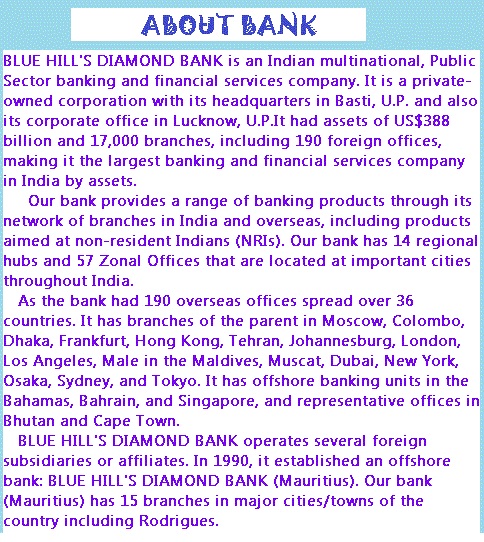 ABOUT BANK
BLUE HILL'S DIAMOND BANK is an Indian multinational, Public
Sector banking and financial services company. It is a private-
owned corporation with its headquarters in Basti, U.P. and also
its corporate office in Lucknow, U.P.It had assets of US$388
billion and 17,000 branches, including 190 foreign offices,
making it the largest banking and financial services company
in India by assets.
Our bank provides a range of banking products through its
network of branches in India and overseas, including products
aimed at non-resident Indians (NRIs). Our bank has 14 regional
hubs and 57 Zonal Offices that are located at important cities
throughout India.
As the bank had 190 overseas offices spread over 36
countries. It has branches of the parent in Moscow, Colombo,
Dhaka, Frankfurt, Hong Kong, Tehran, Johannesburg, London,
Los Angeles, Male in the Maldives, Muscat, Dubai, New York,
Osaka, Sydney, and Tokyo. It has offshore banking units in the
Bahamas, Bahrain, and Singapore, and representative offices in
Bhutan and Cape Town.
BLUE HILL'S DIAMOND BANK operates several foreign
subsidiaries or affiliates. In 1990, it established an offshore
bank: BLUE HILL'S DIAMOND BANK (Mauritius). Our bank
(Mauritius) has 15 branches in major cities/towns of the
country including Rodrigues.